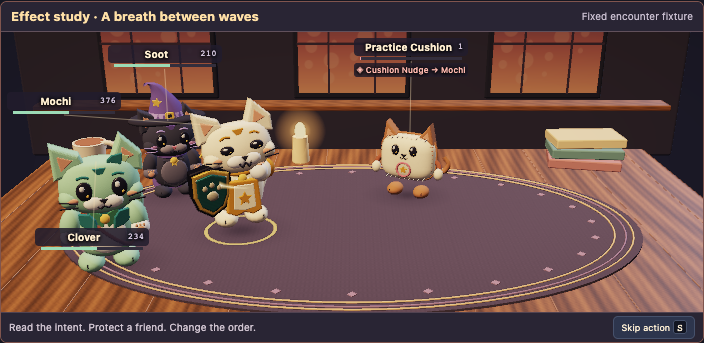 Effect study · A breath between waves
Fixed encounter fixture
Soot 210
Practice Cushion 1
Cushion Nudge → Mochi
Mochi 376
Clover 234
Read the intent. Protect a friend. Change the order.
Skip action S